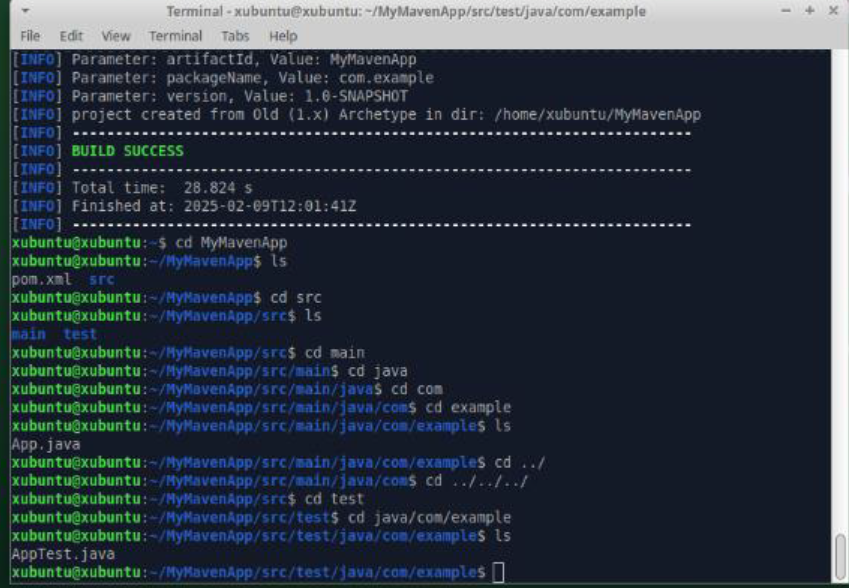 Terminal - xubuntu@xubuntu: ~/MyMavenApp/src/test/java/com/example
File Edit View Terminal Tabs Help
[INFO] Parameter: artifactId, Value: MyMavenApp
[INFO] Parameter: packageName, Value: com.example
[INFO] Parameter: version, Value: 1.0-SNAPSHOT
[INFO] project created from Old (1.x) Archetype in dir: /home/xubuntu/MyMavenApp
[INFO] ------------------------------------------------------------------------
[INFO] BUILD SUCCESS
[INFO] ------------------------------------------------------------------------
[INFO] Total time:  28.824 s
[INFO] Finished at: 2025-02-09T12:01:41Z
[INFO] ------------------------------------------------------------------------
xubuntu@xubuntu:~$ cd MyMavenApp
xubuntu@xubuntu:~/MyMavenApp$ ls
pom.xml  src
xubuntu@xubuntu:~/MyMavenApp$ cd src
xubuntu@xubuntu:~/MyMavenApp/src$ ls
main  test
xubuntu@xubuntu:~/MyMavenApp/src$ cd main
xubuntu@xubuntu:~/MyMavenApp/src/main$ cd java
xubuntu@xubuntu:~/MyMavenApp/src/main/java$ cd com
xubuntu@xubuntu:~/MyMavenApp/src/main/java/com$ cd example
xubuntu@xubuntu:~/MyMavenApp/src/main/java/com/example$ ls
App.java
xubuntu@xubuntu:~/MyMavenApp/src/main/java/com/example$ cd ../
xubuntu@xubuntu:~/MyMavenApp/src/main/java/com$ cd ../../../
xubuntu@xubuntu:~/MyMavenApp/src$ cd test
xubuntu@xubuntu:~/MyMavenApp/src/test$ cd java/com/example
xubuntu@xubuntu:~/MyMavenApp/src/test/java/com/example$ ls
AppTest.java
xubuntu@xubuntu:~/MyMavenApp/src/test/java/com/example$